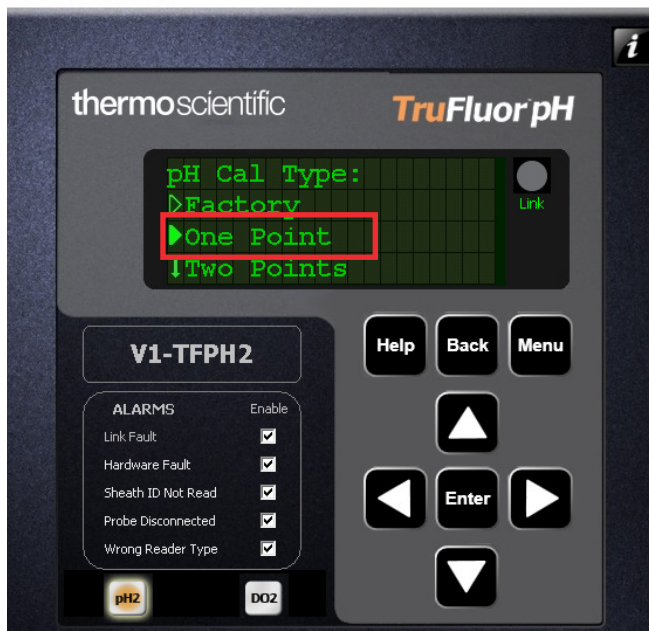 i
thermoscientific
TruFluor pH
pH Cal Type:
Factory
One Point
Two Points
Link
V1-TFPH2
Help
Back
Menu
ALARMS Enable
Link Fault
Hardware Fault
Sheath ID Not Read
Probe Disconnected
Wrong Reader Type
Enter
pH2
DO2